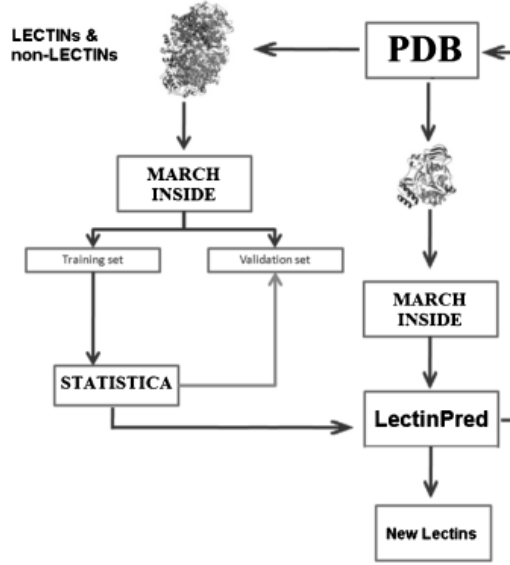 LECTINs &
non-LECTINs
PDB
MARCH
INSIDE
Training set
Validation set
MARCH
INSIDE
STATISTICA
LectinPred
New Lectins